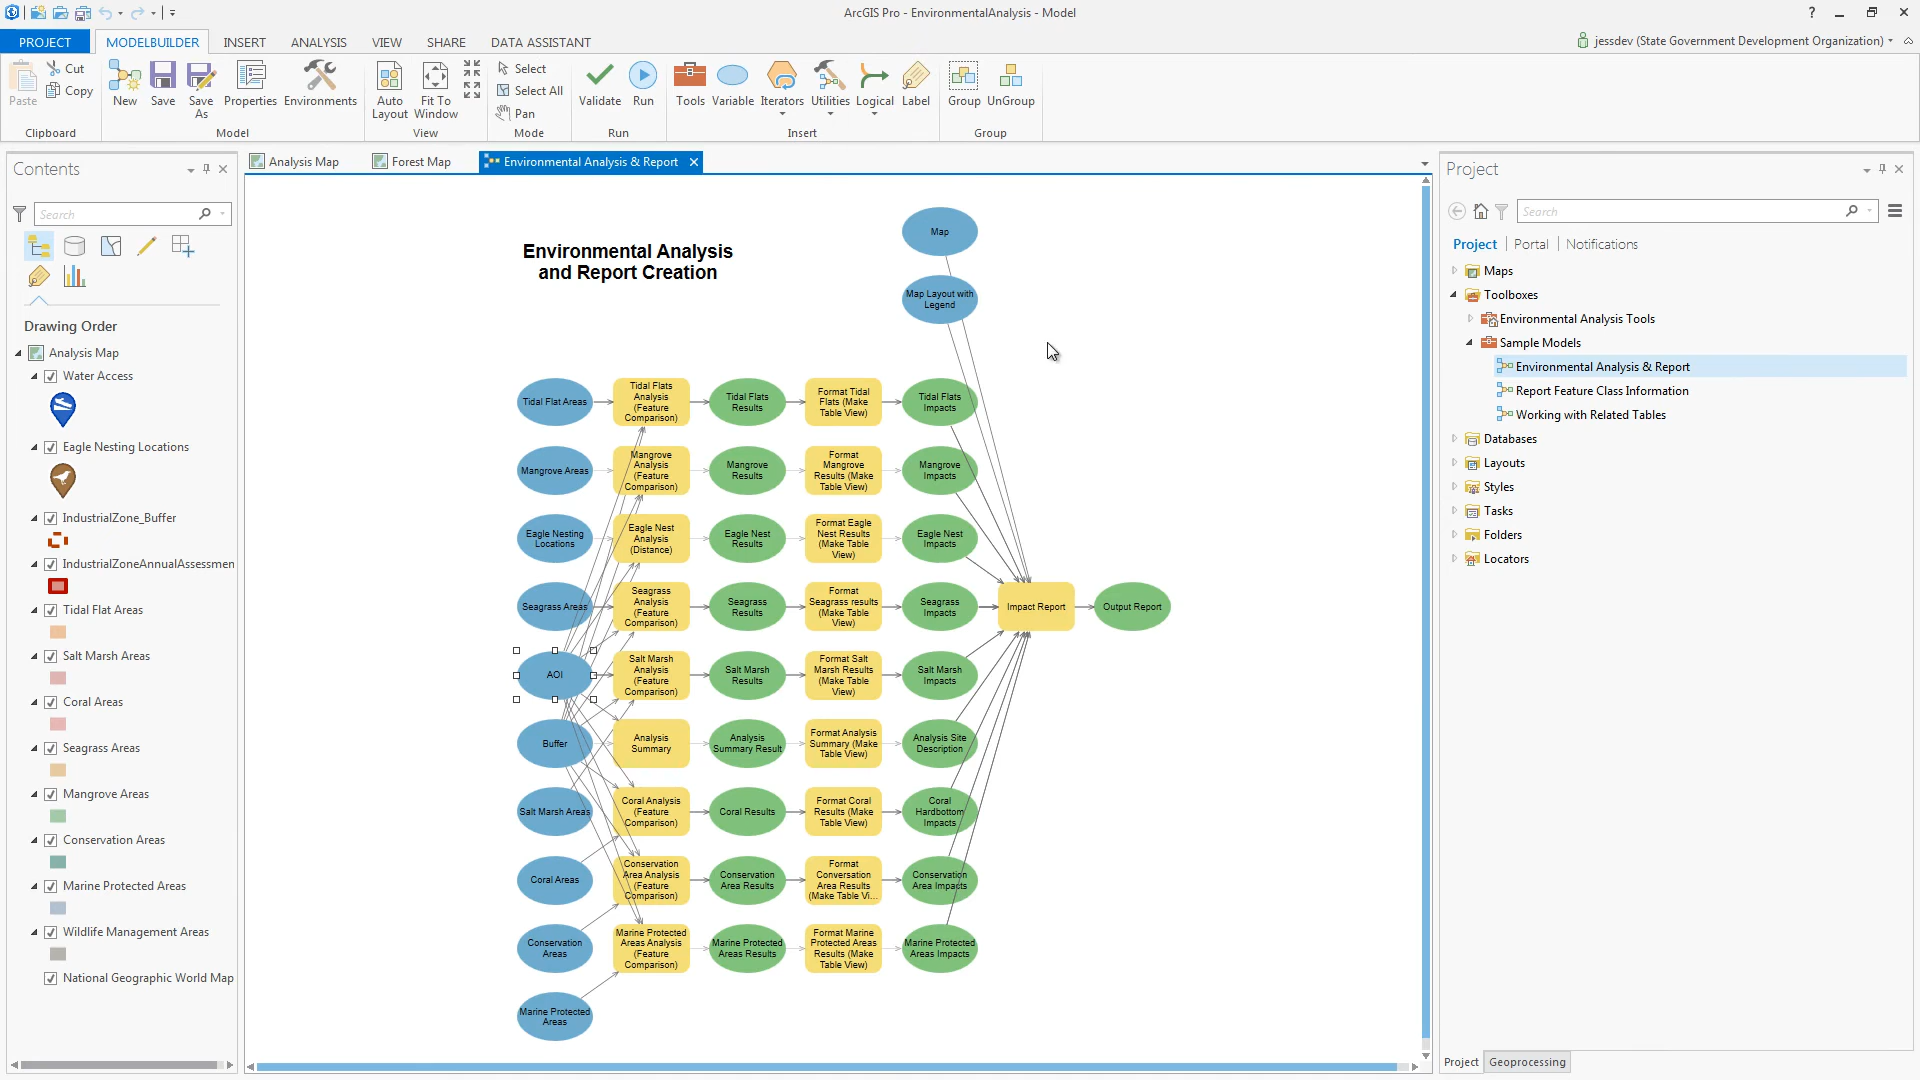 ArcGIS Pro - EnvironmentalAnalysis - Model
?
PROJECT
MODELBUILDER
INSERT
ANALYSIS
VIEW
SHARE
DATA ASSISTANT
jessdev (State Government Development Organization)
Paste
Cut
Copy
Clipboard
New
Save
Save
As
Properties
Environments
Model
Auto
Layout
Fit To
Window
View
Select
Select All
Pan
Mode
Validate
Run
Run
Tools
Variable
Iterators
Utilities
Logical
Label
Insert
Group
UnGroup
Group
Contents
Search
Drawing Order
Analysis Map
Water Access
Eagle Nesting Locations
IndustrialZone_Buffer
IndustrialZoneAnnualAssessmen
Tidal Flat Areas
Salt Marsh Areas
Coral Areas
Seagrass Areas
Mangrove Areas
Conservation Areas
Marine Protected Areas
Wildlife Management Areas
National Geographic World Map
Analysis Map
Forest Map
Environmental Analysis & Report
Environmental Analysis
and Report Creation
Map
Map Layout with
Legend
Tidal Flat Areas
Tidal Flats
Analysis
(Feature
Comparison)
Tidal Flats
Results
Format Tidal
Flats (Make
Table View)
Tidal Flats
Impacts
Mangrove Areas
Mangrove
Analysis
(Feature
Comparison)
Mangrove
Results
Format
Mangrove
Results (Make
Table View)
Mangrove
Impacts
Eagle Nesting
Locations
Eagle Nest
Analysis
(Distance)
Eagle Nest
Results
Format Eagle
Nest Results
(Make Table
View)
Eagle Nest
Impacts
Seagrass Areas
Seagrass
Analysis
(Feature
Comparison)
Seagrass
Results
Format
Seagrass results
(Make Table
View)
Seagrass
Impacts
Impact Report
Output Report
AOI
Salt Marsh
Analysis
(Feature
Comparison)
Salt Marsh
Results
Format Salt
Marsh Results
(Make Table
View)
Salt Marsh
Impacts
Buffer
Analysis
Summary
Analysis
Summary Result
Format Analysis
Summary (Make
Table View)
Analysis Site
Description
Salt Marsh Areas
Coral Analysis
(Feature
Comparison)
Coral Results
Format Coral
Results (Make
Table View)
Coral
Hardbottom
Impacts
Coral Areas
Conservation
Area Analysis
(Feature
Comparison)
Conservation
Area Results
Format
Conversation
Area Results
(Make Table Vi...
Conservation
Area Impacts
Conservation
Areas
Marine Protected
Areas Analysis
(Feature
Comparison)
Marine Protected
Areas Results
Format Marine
Protected Areas
Results (Make
Table View)
Marine Protected
Areas Impacts
Marine Protected
Areas
Project
Search
Project
Portal
Notifications
Maps
Toolboxes
Environmental Analysis Tools
Sample Models
Environmental Analysis & Report
Report Feature Class Information
Working with Related Tables
Databases
Layouts
Styles
Tasks
Folders
Locators
Project
Geoprocessing